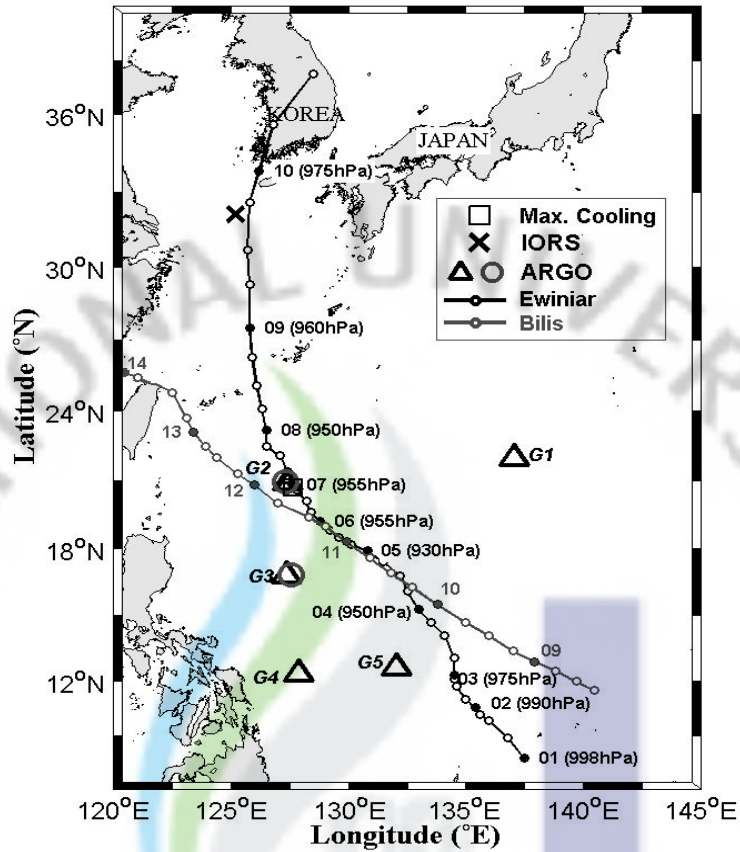 36°N
30°N
24°N
18°N
12°N
Latitude (°N)
120°E
125°E
130°E
135°E
140°E
145°E
Longitude (°E)
KOREA
JAPAN
10 (975hPa)
Max. Cooling
IORS
ARGO
Ewiniar
Bilis
09 (960hPa)
14
08 (950hPa)
13
G1
G2
07 (955hPa)
12
06 (955hPa)
11
05 (930hPa)
G3
10
04 (950hPa)
09
G4
G5
03 (975hPa)
02 (990hPa)
01 (998hPa)
IONAL UNIVERS